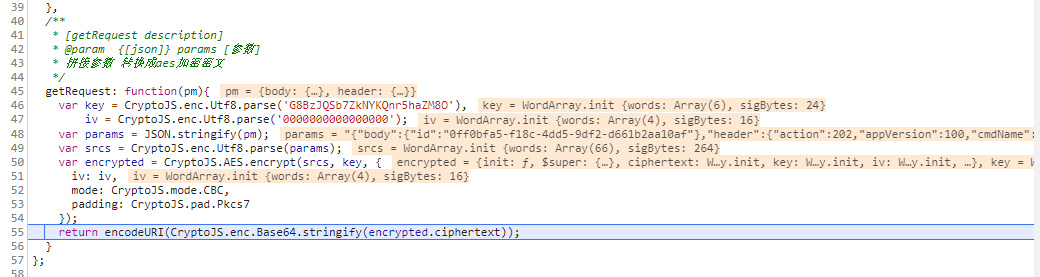 39 },
40 /**
41 * [getRequest description]
42 * @param {[json]} params [参数]
43 * 拼接参数 转换成aes加密密文
44 */
45 getRequest: function(pm){ pm = {body: {…}, header: {…}}
46 var key = CryptoJS.enc.Utf8.parse('G8BzJQSb7ZkNYKQnr5haZM8O'), key = WordArray.init {words: Array(6), sigBytes: 24}
47 iv = CryptoJS.enc.Utf8.parse('0000000000000000'); iv = WordArray.init {words: Array(4), sigBytes: 16}
48 var params = JSON.stringify(pm); params = "{"body":{"id":"0ff0bfa5-f18c-4dd5-9df2-d661b2aa10af"},"header":{"action":202,"appVersion":100,"cmdName":
49 var srcs = CryptoJS.enc.Utf8.parse(params); srcs = WordArray.init {words: Array(66), sigBytes: 264}
50 var encrypted = CryptoJS.AES.encrypt(srcs, key, { encrypted = {init: ƒ, $super: {…}, ciphertext: W…y.init, key: W…y.init, iv: W…y.init, …}, key = W
51 iv: iv, iv = WordArray.init {words: Array(4), sigBytes: 16}
52 mode: CryptoJS.mode.CBC,
53 padding: CryptoJS.pad.Pkcs7
54 });
55 return encodeURI(CryptoJS.enc.Base64.stringify(encrypted.ciphertext));
56 }
57 };
58